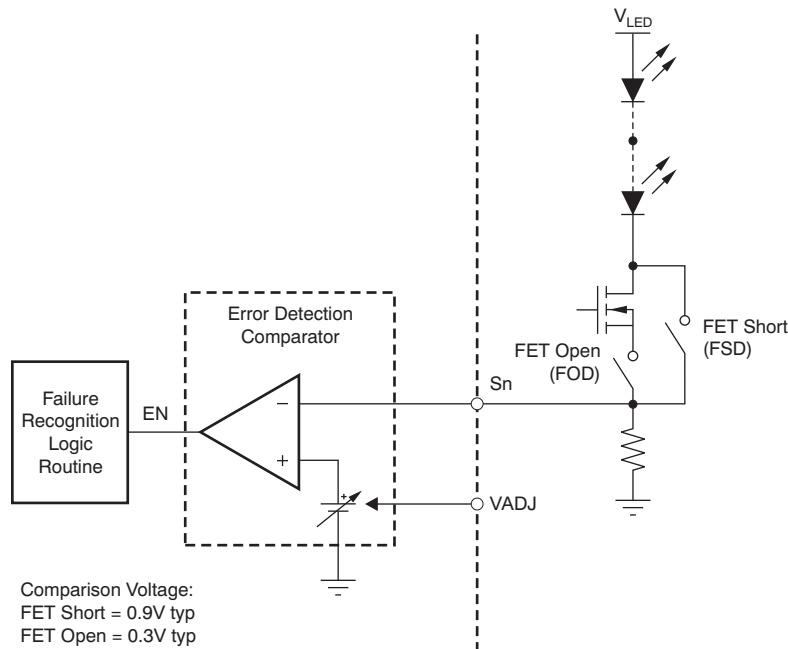 V_LED
Error Detection
Comparator
FET Short
(FSD)
FET Open
(FOD)
Sn
Failure
Recognition
Logic
Routine
EN
−
+
+
VADJ
Comparison Voltage:
FET Short = 0.9V typ
FET Open = 0.3V typ